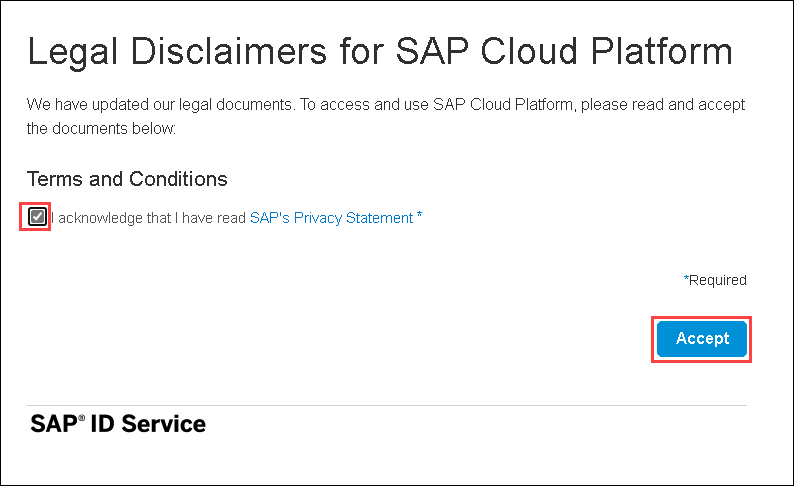 Legal Disclaimers for SAP Cloud Platform
We have updated our legal documents. To access and use SAP Cloud Platform, please read and accept
the documents below:
Terms and Conditions
I acknowledge that I have read SAP's Privacy Statement *
*Required
Accept
SAP® ID Service